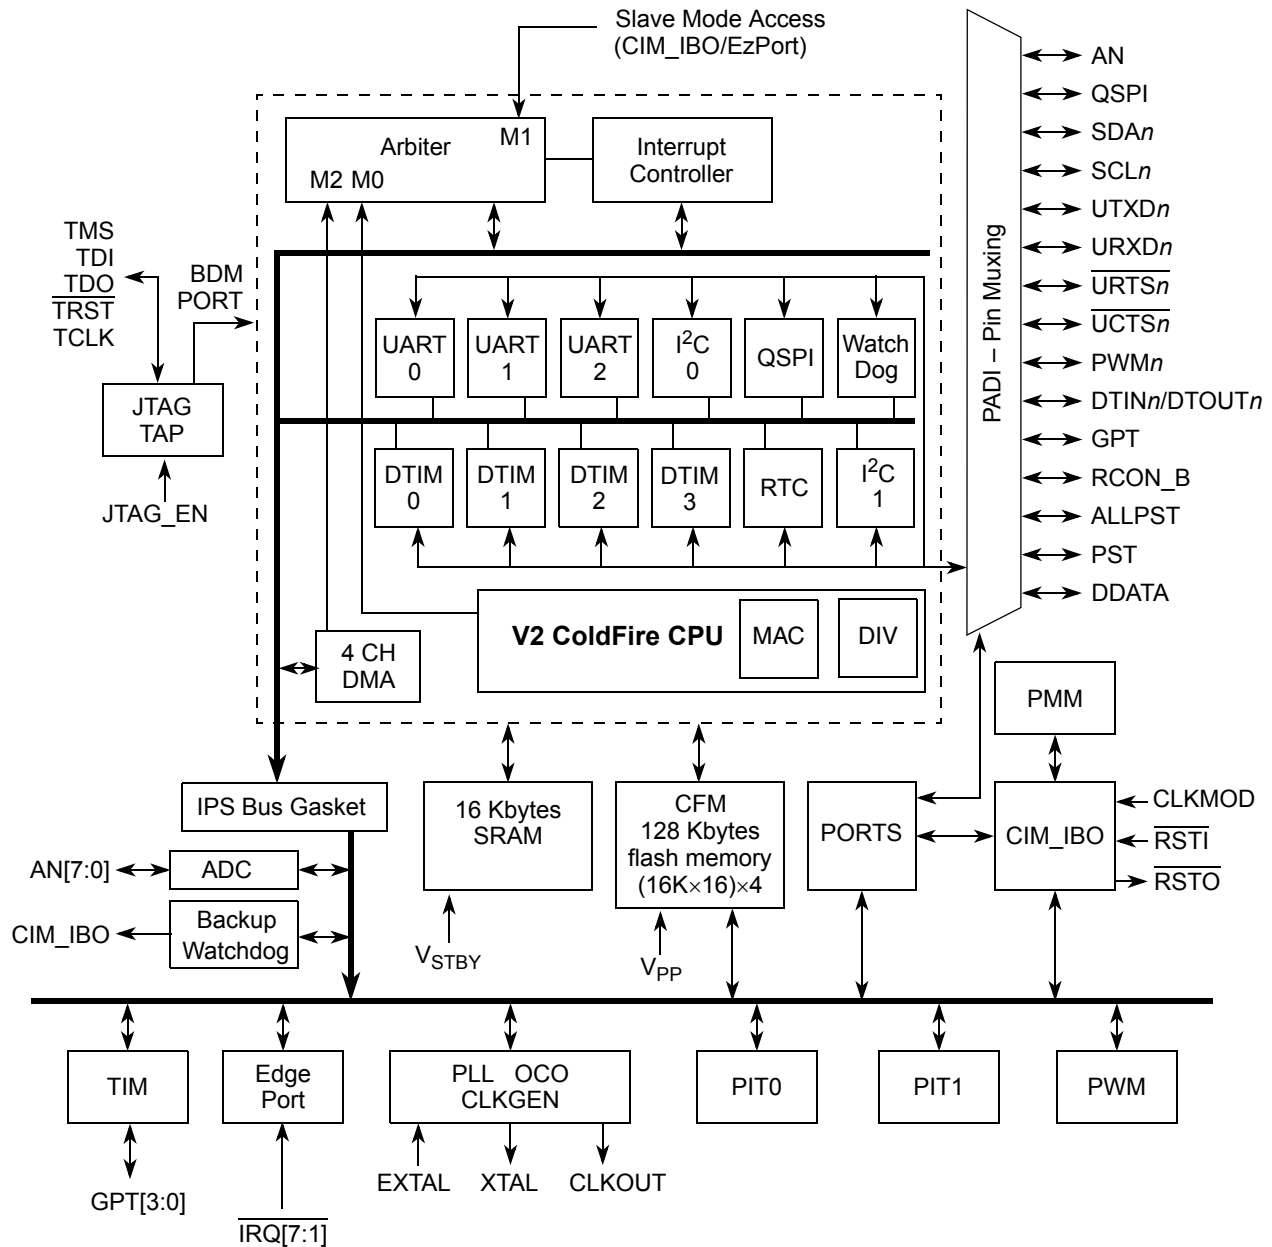 Slave Mode Access
(CIM_IBO/EzPort)
Arbiter
M1
M2 M0
Interrupt
Controller
TMS
TDI
TDO
TRST
TCLK
BDM
PORT
JTAG
TAP
JTAG_EN
UART
0
UART
1
UART
2
I2C
0
QSPI
Watch
Dog
DTIM
0
DTIM
1
DTIM
2
DTIM
3
RTC
I2C
1
V2 ColdFire CPU
MAC
DIV
4 CH
DMA
PADI – Pin Muxing
AN
QSPI
SDAn
SCLn
UTXDn
URXDn
URTSn
UCTSn
PWMn
DTINn/DTOUTn
GPT
RCON_B
ALLPST
PST
DDATA
PMM
IPS Bus Gasket
16 Kbytes
SRAM
CFM
128 Kbytes
flash memory
(16K×16)×4
PORTS
CIM_IBO
CLKMOD
RSTI
RSTO
AN[7:0]
ADC
CIM_IBO
Backup
Watchdog
VSTBY
VPP
TIM
Edge
Port
PLL OCO
CLKGEN
PIT0
PIT1
PWM
GPT[3:0]
IRQ[7:1]
EXTAL
XTAL
CLKOUT